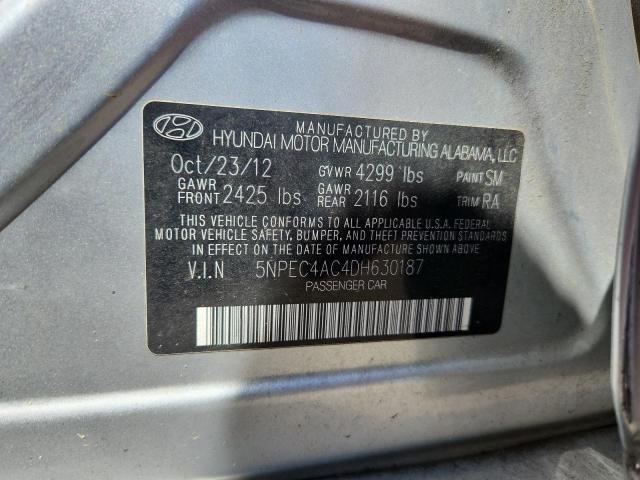 MANUFACTURED BY
HYUNDAI MOTOR MANUFACTURING ALABAMA, LLC
Oct/23/12 GVWR 4299 lbs PAINT SM
GAWR FRONT 2425 lbs GAWR REAR 2116 lbs TRIM RA
THIS VEHICLE CONFORMS TO ALL APPLICABLE U.S.A. FEDERAL
MOTOR VEHICLE SAFETY, BUMPER, AND THEFT PREVENTION STANDARDS
IN EFFECT ON THE DATE OF MANUFACTURE SHOWN ABOVE
V.I.N 5NPEC4AC4DH630187
PASSENGER CAR